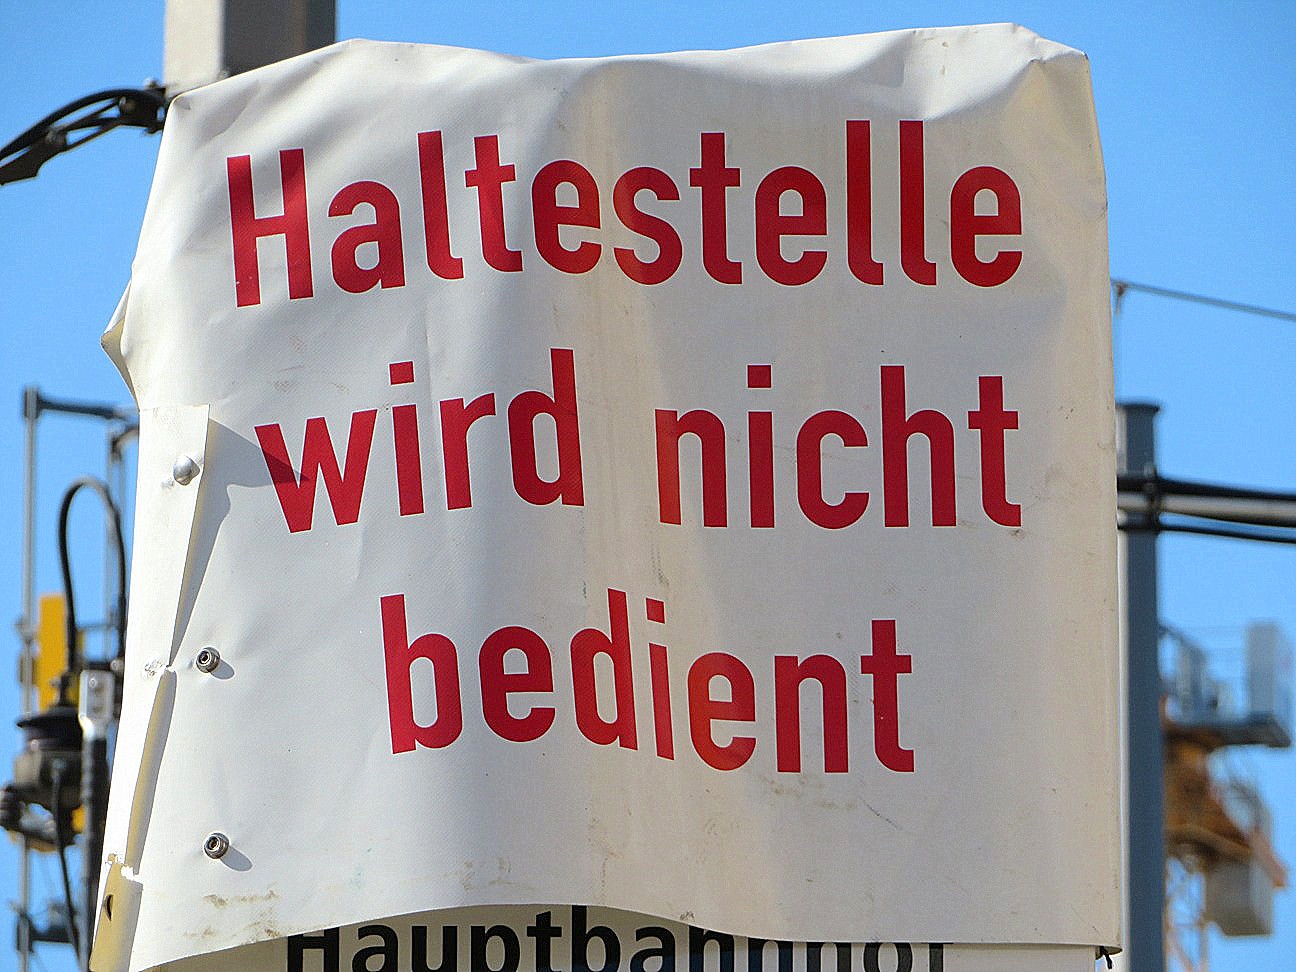 Haltestelle
wird nicht
bedient
Hauptbahnhof